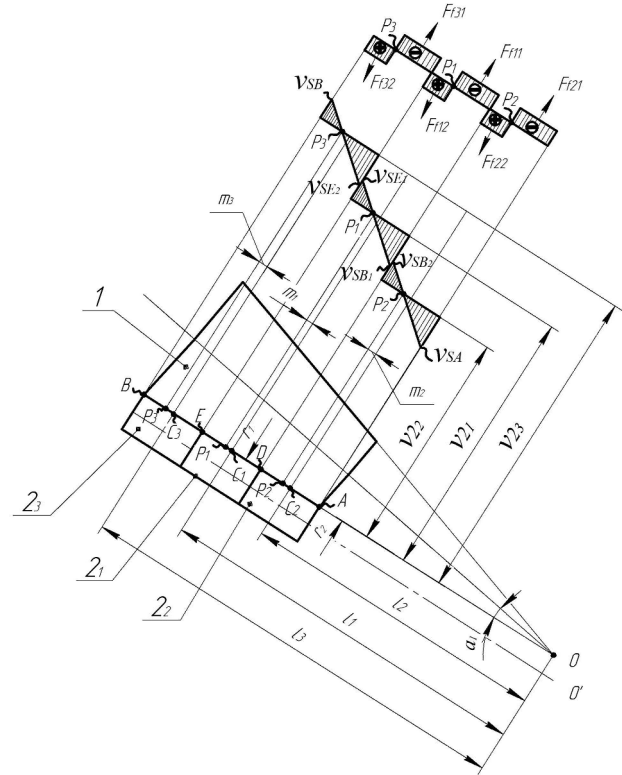 Ff31
P3
Ff11
P1
Ff21
P2
Ff32
Ff12
Ff22
vSB
P3
vSE1
vSE2
P1
vSB1
vSB2
P2
vSA
m3
m1
m2
1
v22
v21
v23
B
P3
C3
E
P1
C1
r1
D
P2
C2
A
r2
23
21
22
l2
l1
l3
a1
O
O'